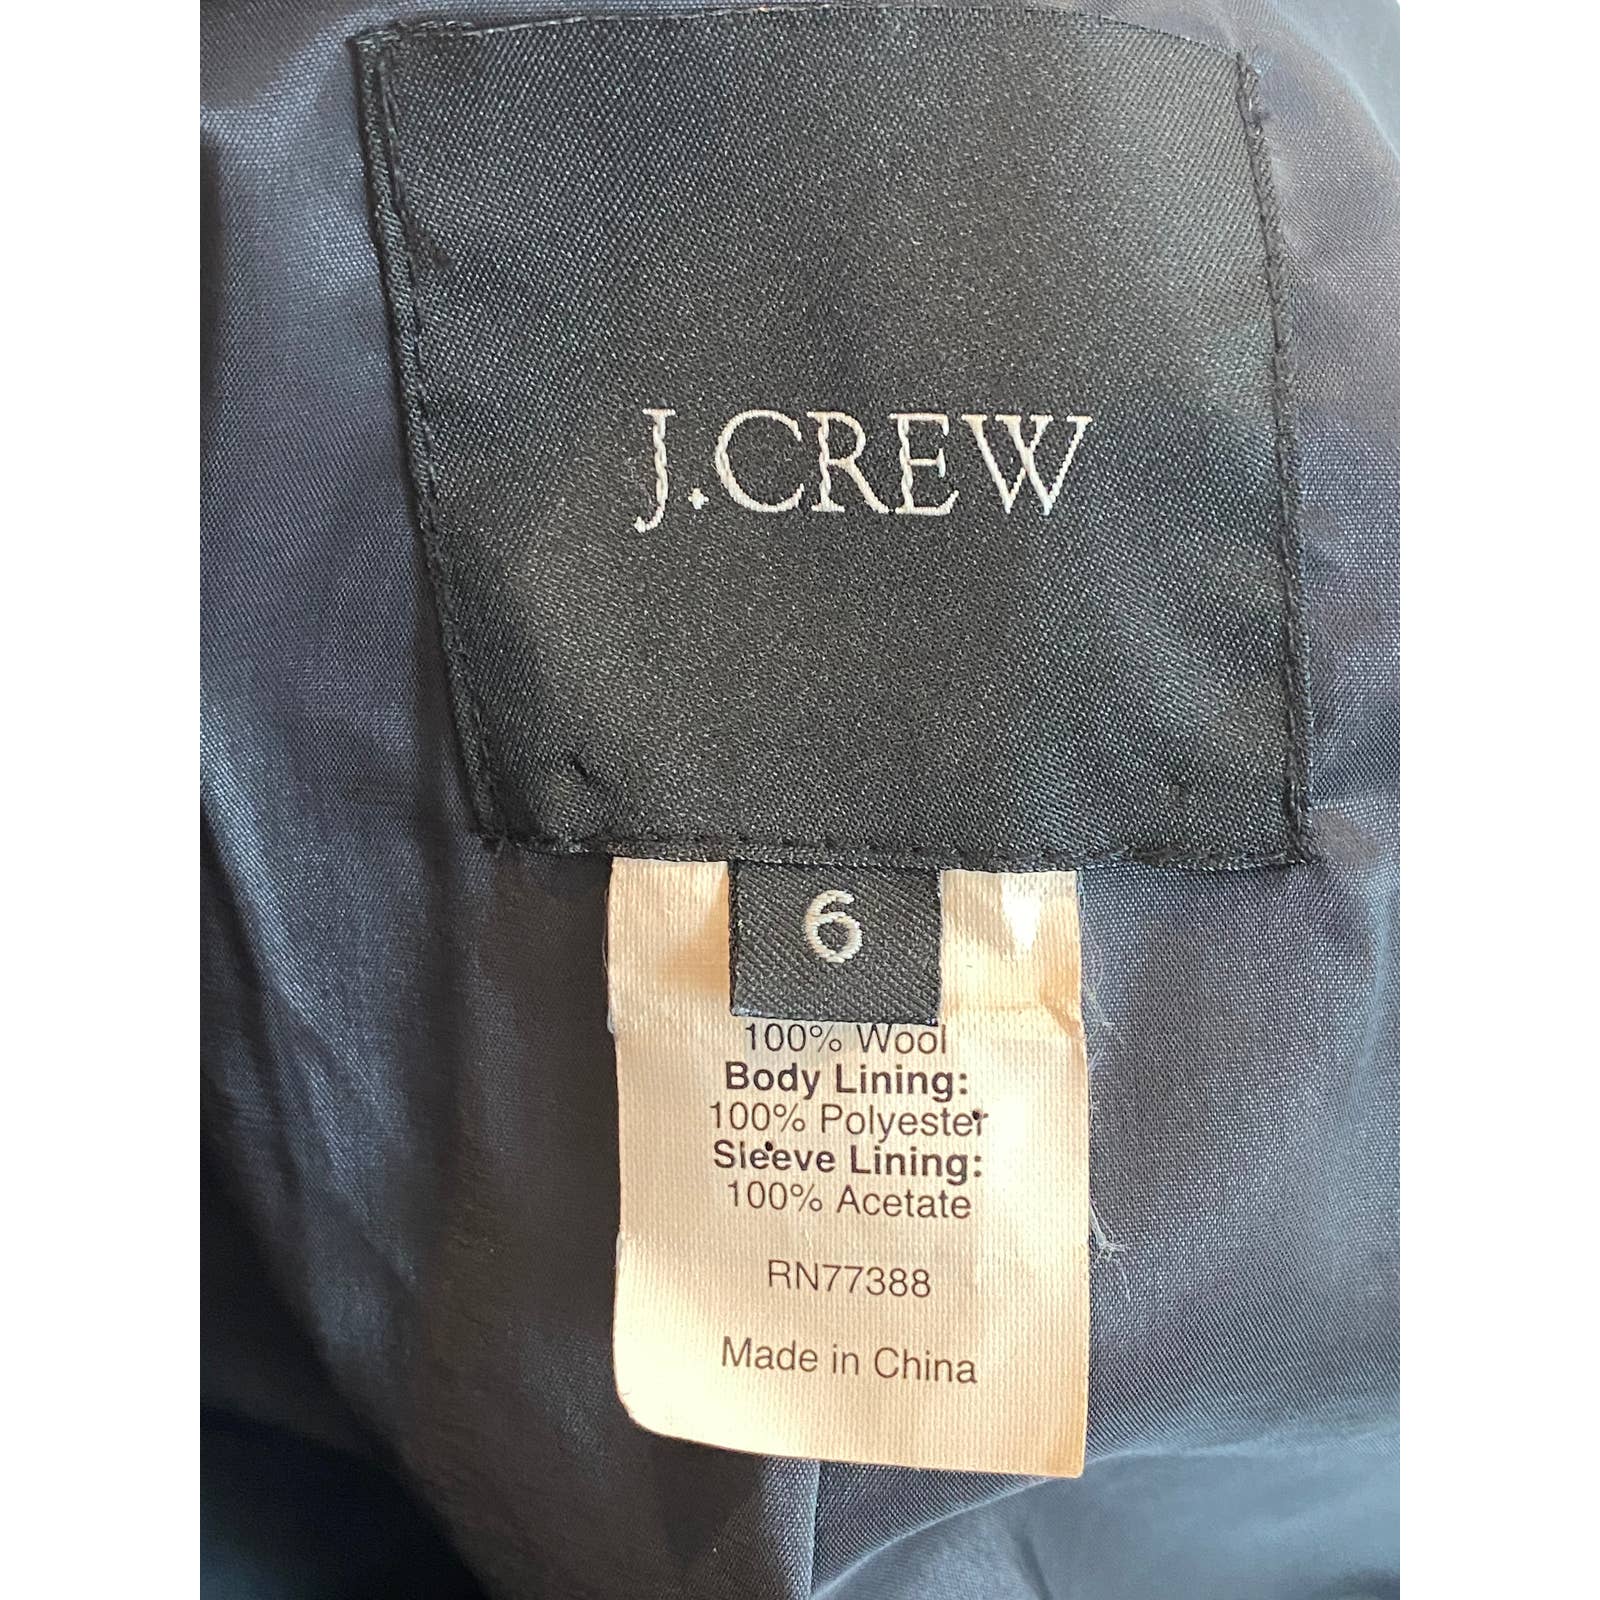 J.CREW
6
100% Wool
Body Lining:
100% Polyester
Sleeve Lining:
100% Acetate
RN77388
Made in China